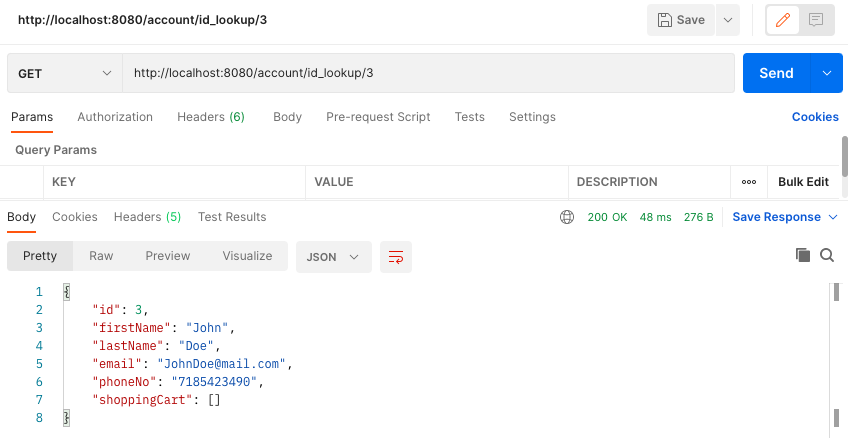 http://localhost:8080/account/id_lookup/3 Save
GET http://localhost:8080/account/id_lookup/3 Send
Params Authorization Headers (6) Body Pre-request Script Tests Settings Cookies
Query Params
KEY VALUE DESCRIPTION ooo Bulk Edit
Body Cookies Headers (5) Test Results 200 OK 48 ms 276 B Save Response
Pretty Raw Preview Visualize JSON
1 {
2 "id": 3,
3 "firstName": "John",
4 "lastName": "Doe",
5 "email": "JohnDoe@mail.com",
6 "phoneNo": "7185423490",
7 "shoppingCart": []
8 }